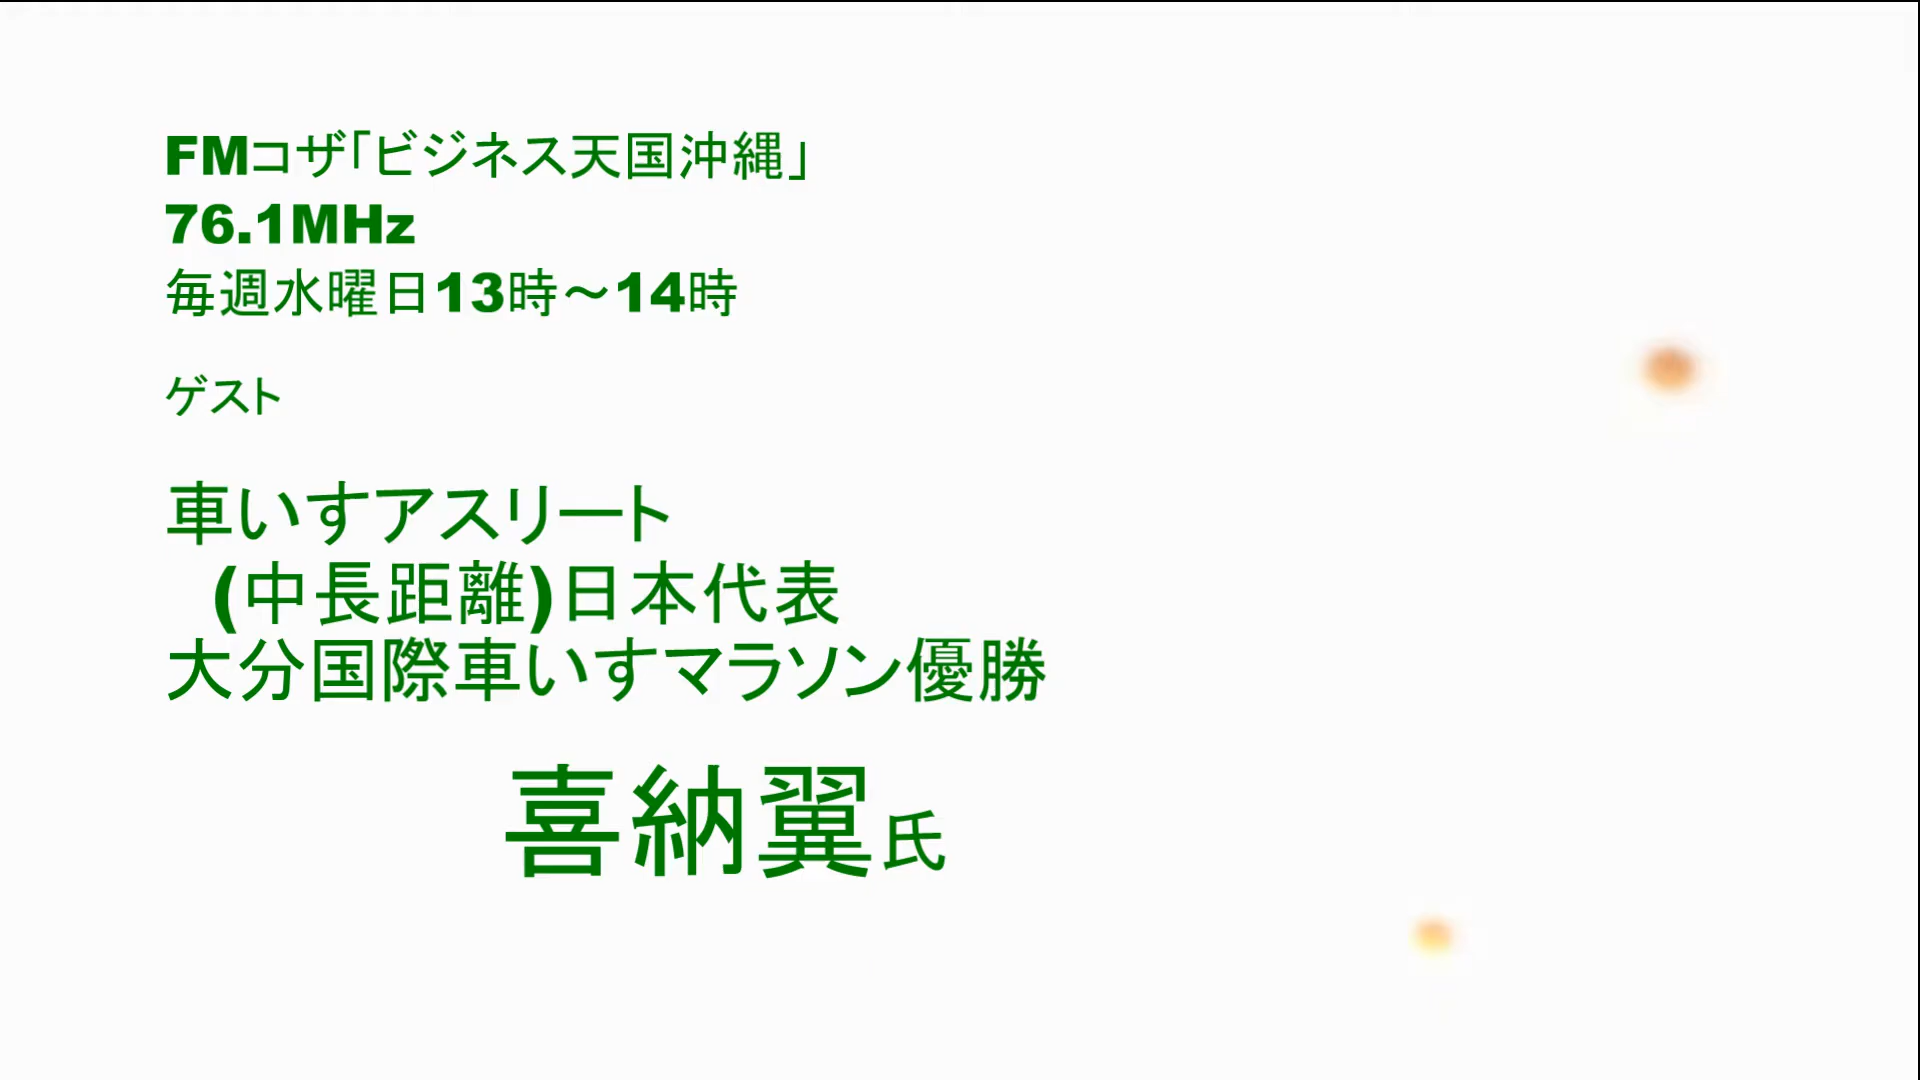 FMコザ｢ビジネス天国沖縄｣
76.1MHz
毎週水曜日13時～14時
ゲスト
車いすアスリート
(中長距離)日本代表
大分国際車いすマラソン優勝
喜納翼氏